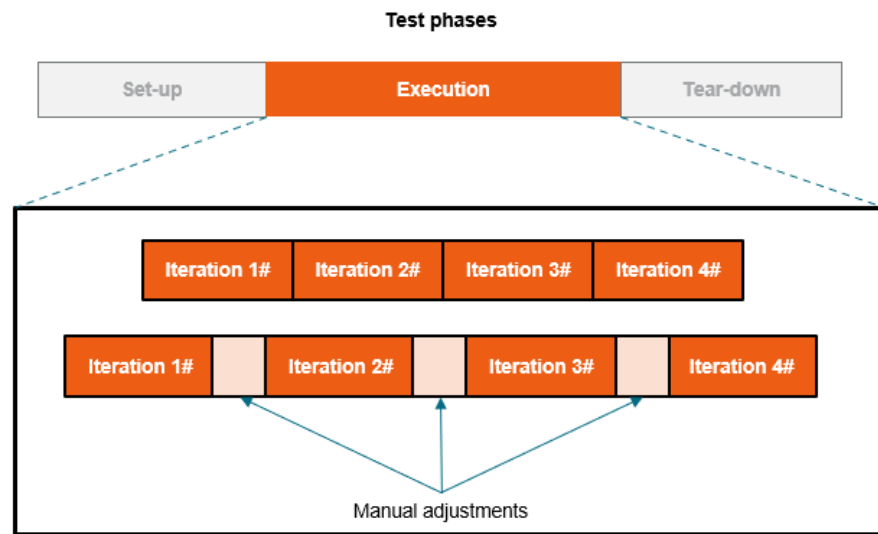 Test phases
Set-up Execution Tear-down
Iteration 1# Iteration 2# Iteration 3# Iteration 4#
Iteration 1# Iteration 2# Iteration 3# Iteration 4#
Manual adjustments